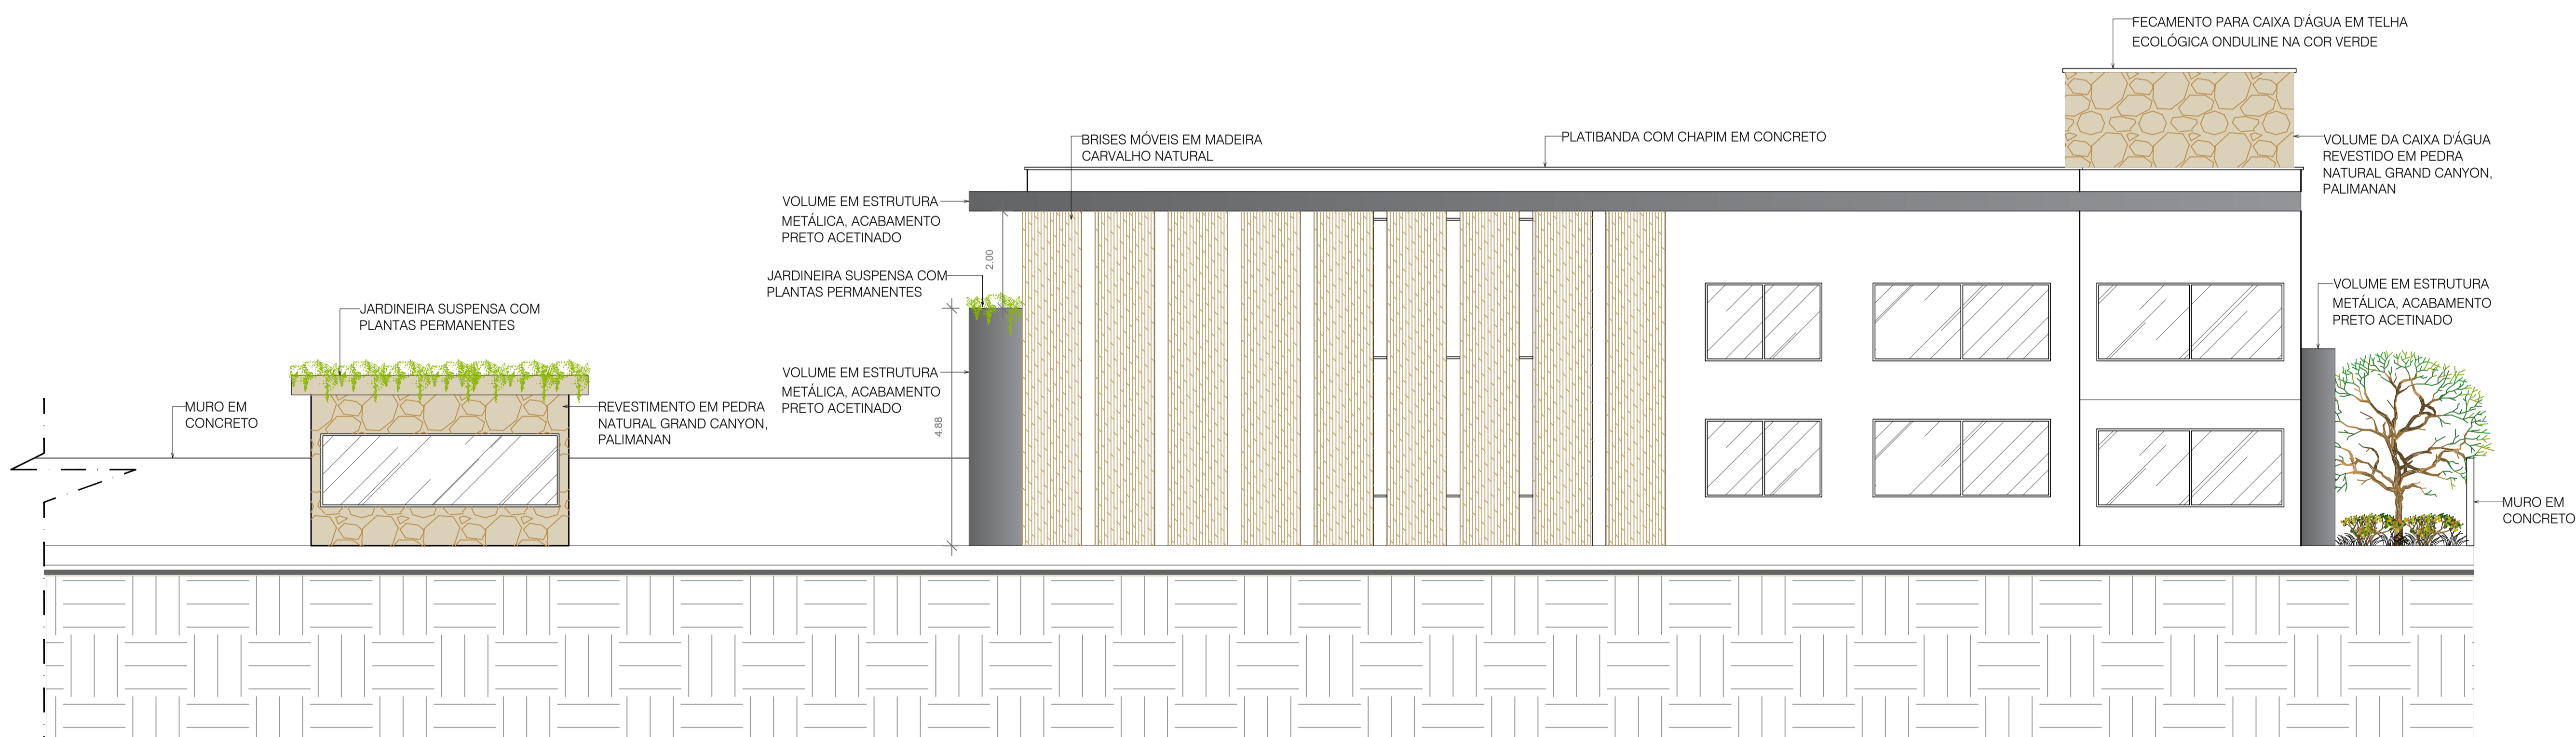 FECAMENTO PARA CAIXA D'ÁGUA EM TELHA
ECOLÓGICA ONDULINE NA COR VERDE
BRISES MÓVEIS EM MADEIRA
CARVALHO NATURAL
PLATIBANDA COM CHAPIM EM CONCRETO
VOLUME DA CAIXA D'ÁGUA
REVESTIDO EM PEDRA
NATURAL GRAND CANYON,
PALIMANAN
VOLUME EM ESTRUTURA
METÁLICA, ACABAMENTO
PRETO ACETINADO
2.00
JARDINEIRA SUSPENSA COM
PLANTAS PERMANENTES
VOLUME EM ESTRUTURA
METÁLICA, ACABAMENTO
PRETO ACETINADO
JARDINEIRA SUSPENSA COM
PLANTAS PERMANENTES
VOLUME EM ESTRUTURA
METÁLICA, ACABAMENTO
PRETO ACETINADO
MURO EM
CONCRETO
REVESTIMENTO EM PEDRA
NATURAL GRAND CANYON,
PALIMANAN
4.88
MURO EM
CONCRETO